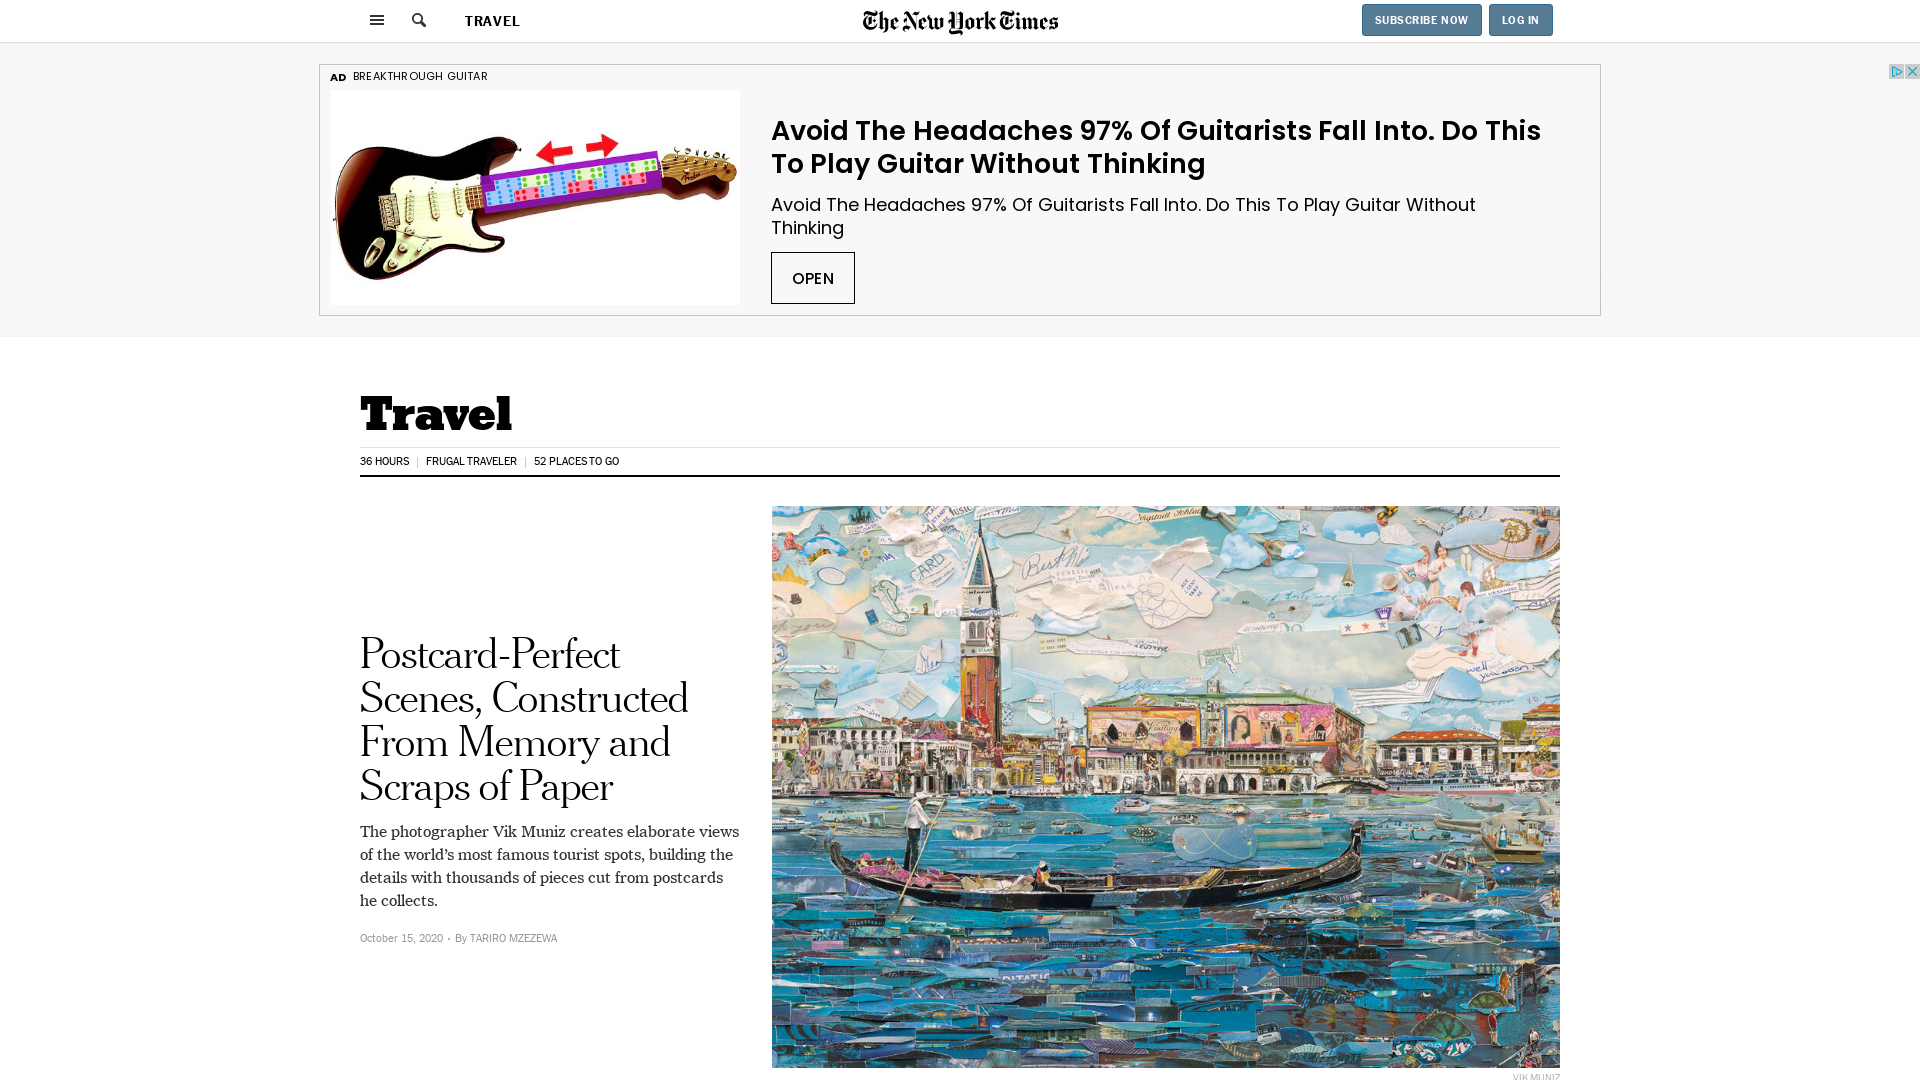 TRAVEL
The New York Times
SUBSCRIBE NOW
LOG IN
AD BREAKTHROUGH GUITAR
Avoid The Headaches 97% Of Guitarists Fall Into. Do This
To Play Guitar Without Thinking
Avoid The Headaches 97% Of Guitarists Fall Into. Do This To Play Guitar Without
Thinking
OPEN
Travel
36 HOURS
FRUGAL TRAVELER
52 PLACES TO GO
Postcard-Perfect
Scenes, Constructed
From Memory and
Scraps of Paper
The photographer Vik Muniz creates elaborate views
of the world’s most famous tourist spots, building the
details with thousands of pieces cut from postcards
he collects.
October 15, 2020 • By TARIRO MZEZEWA
CARD
well
VIK MUNIZ